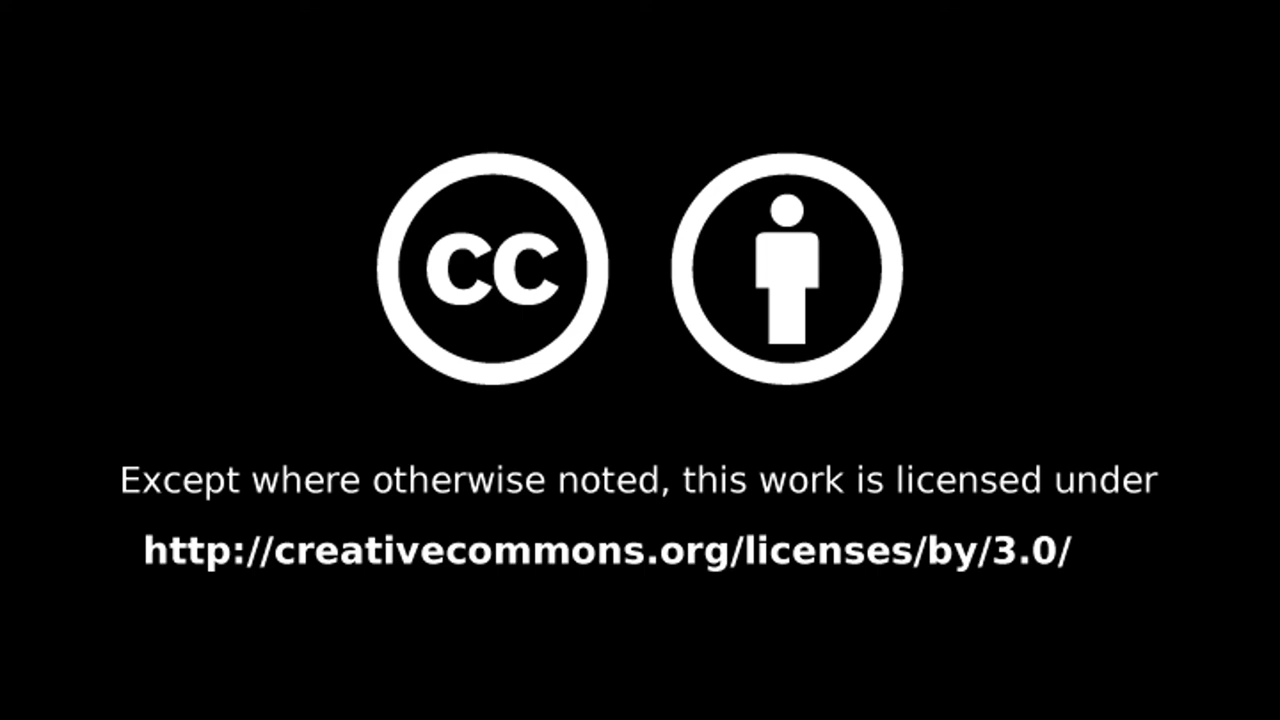 cc
Except where otherwise noted, this work is licensed under
http://creativecommons.org/licenses/by/3.0/